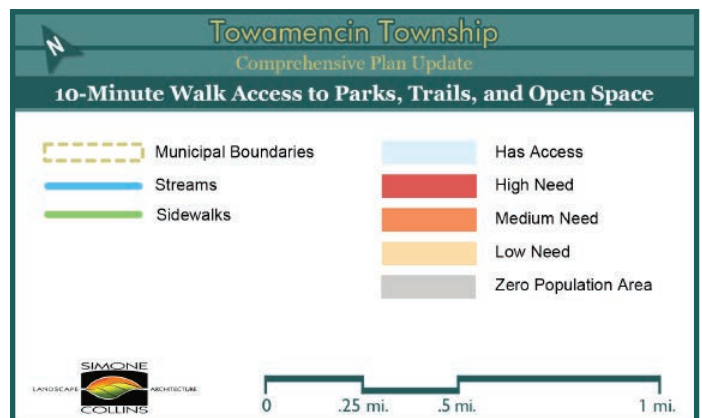 N
Towamencin Township
Comprehensive Plan Update
10-Minute Walk Access to Parks, Trails, and Open Space
Municipal Boundaries
Streams
Sidewalks
Has Access
High Need
Medium Need
Low Need
Zero Population Area
SIMONE
LANDSCAPE ARCHITECTURE
COLLINS
0 .25 mi. .5 mi. 1 mi.